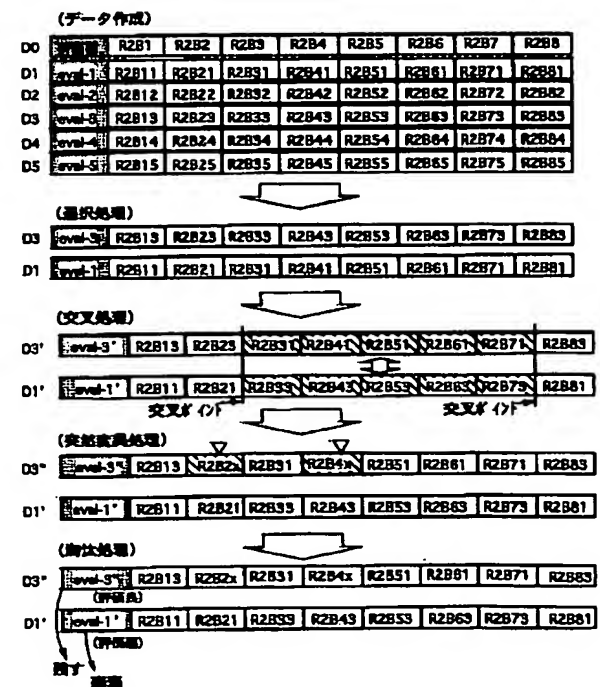 (データ作成)
D0 評価値 R2B1 R2B2 R2B3 R2B4 R2B5 R2B6 R2B7 R2B8
D1 eval-1 R2B11 R2B21 R2B31 R2B41 R2B51 R2B61 R2B71 R2B81
D2 eval-2 R2B12 R2B22 R2B32 R2B42 R2B52 R2B62 R2B72 R2B82
D3 eval-3 R2B13 R2B23 R2B33 R2B43 R2B53 R2B63 R2B73 R2B83
D4 eval-4 R2B14 R2B24 R2B34 R2B44 R2B54 R2B64 R2B74 R2B84
D5 eval-5 R2B15 R2B25 R2B35 R2B45 R2B55 R2B65 R2B75 R2B85
(選択処理)
D3 eval-3 R2B13 R2B23 R2B33 R2B43 R2B53 R2B63 R2B73 R2B83
D1 eval-1 R2B11 R2B21 R2B31 R2B41 R2B51 R2B61 R2B71 R2B81
(交叉処理)
D3' eval-3' R2B13 R2B23 R2B31 R2B41 R2B51 R2B61 R2B71 R2B83
D1' eval-1' R2B11 R2B21 R2B33 R2B43 R2B53 R2B63 R2B73 R2B81
交叉ポイント 交叉ポイント
(突然変異処理)
D3" eval-3" R2B13 R2B2x R2B31 R2B4x R2B51 R2B61 R2B71 R2B83
D1' eval-1' R2B11 R2B21 R2B33 R2B43 R2B53 R2B63 R2B73 R2B81
(淘汰処理)
D3" eval-3" R2B13 R2B2x R2B31 R2B4x R2B51 R2B61 R2B71 R2B83
(評価良)
D1' eval-1' R2B11 R2B21 R2B33 R2B43 R2B53 R2B63 R2B73 R2B81
(評価悪)
残す